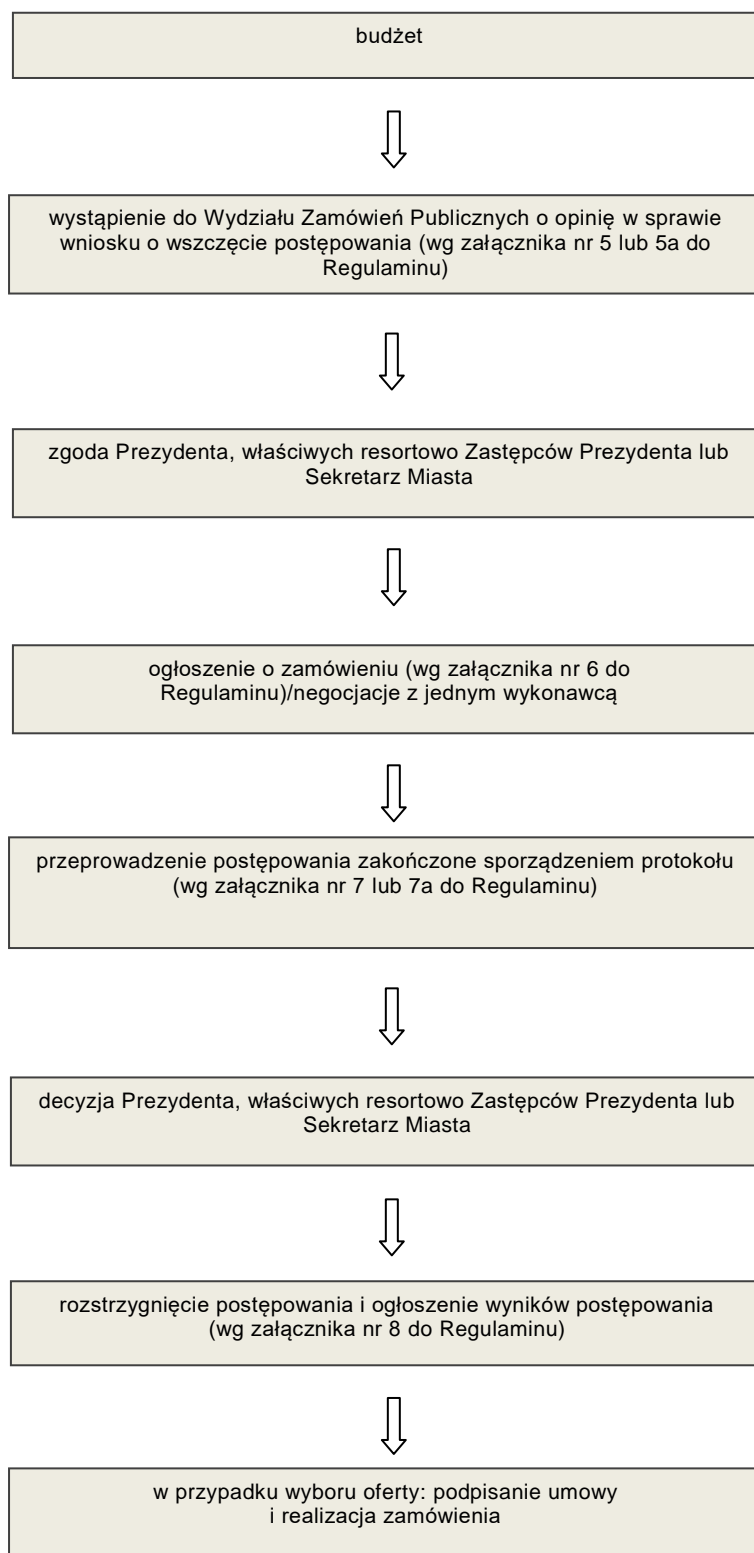 budżet
wystąpienie do Wydziału Zamówień Publicznych o opinię w sprawie
wniosku o wszczęcie postępowania (wg załącznika nr 5 lub 5a do
Regulaminu)
zgoda Prezydenta, właściwych resortowo Zastępców Prezydenta lub
Sekretarz Miasta
ogłoszenie o zamówieniu (wg załącznika nr 6 do
Regulaminu)/negocjacje z jednym wykonawcą
przeprowadzenie postępowania zakończone sporządzeniem protokołu
(wg załącznika nr 7 lub 7a do Regulaminu)
decyzja Prezydenta, właściwych resortowo Zastępców Prezydenta lub
Sekretarz Miasta
rozstrzygnięcie postępowania i ogłoszenie wyników postępowania
(wg załącznika nr 8 do Regulaminu)
w przypadku wyboru oferty: podpisanie umowy
i realizacja zamówienia